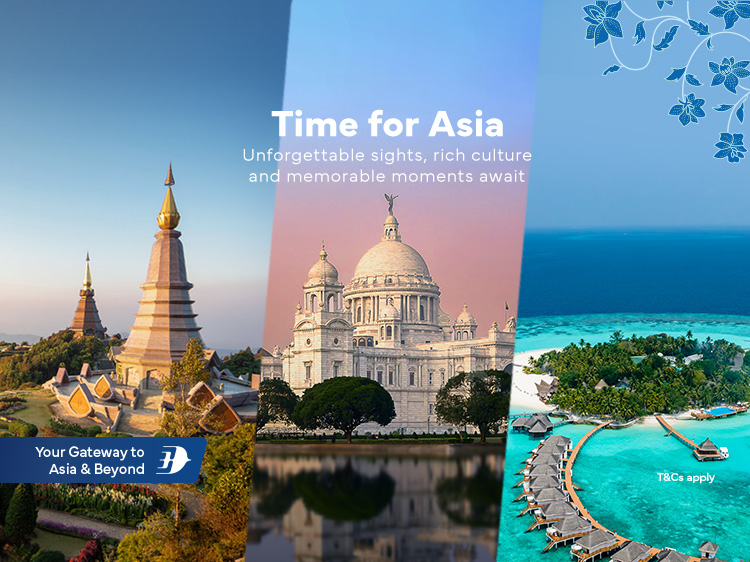 Time for Asia
Unforgettable sights, rich culture
and memorable moments await
Your Gateway to
Asia & Beyond
T&Cs apply